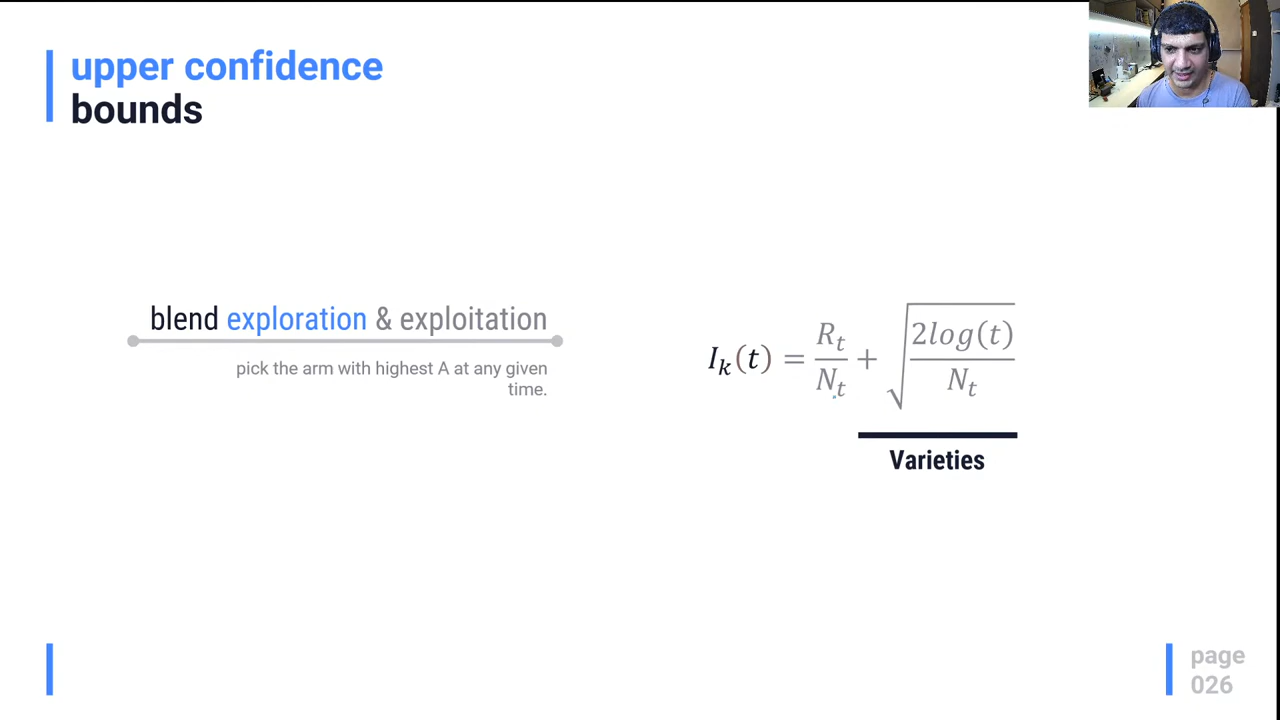 upper confidence
bounds
blend exploration & exploitation
pick the arm with highest A at any given
time.
I_k(t) = R_t/N_t + √(2log(t)/N_t)
Varieties
page
026